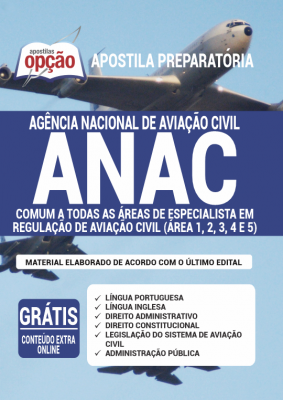 apostilas
opção
APOSTILA PREPARATÓRIA
AGÊNCIA NACIONAL DE AVIAÇÃO CIVIL
ANAC
COMUM A TODAS AS ÁREAS DE ESPECIALISTA EM
REGULAÇÃO DE AVIAÇÃO CIVIL (ÁREA 1, 2, 3, 4 E 5)
MATERIAL ELABORADO DE ACORDO COM O ÚLTIMO EDITAL
GRÁTIS
CONTEÚDO EXTRA
ONLINE
LÍNGUA PORTUGUESA
LÍNGUA INGLESA
DIREITO ADMINISTRATIVO
DIREITO CONSTITUCIONAL
LEGISLAÇÃO DO SISTEMA DE AVIAÇÃO
CIVIL
ADMINISTRAÇÃO PÚBLICA